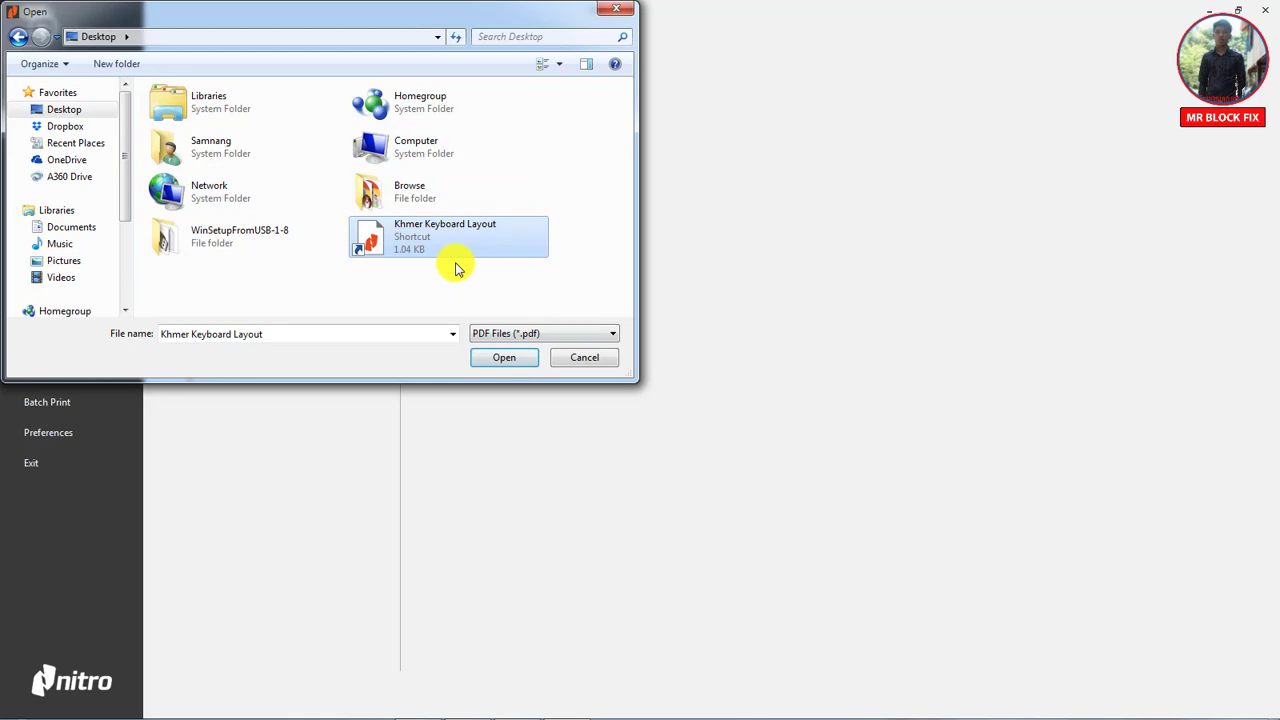 Open
Desktop
Search Desktop
Organize
New folder
Favorites
Desktop
Dropbox
Recent Places
OneDrive
A360 Drive
Libraries
Documents
Music
Pictures
Videos
Homegroup
Libraries
System Folder
Homegroup
System Folder
Samnang
System Folder
Computer
System Folder
Network
System Folder
Browse
File folder
WinSetupFromUSB-1-8
File folder
Khmer Keyboard Layout
Shortcut
1.04 KB
File name: Khmer Keyboard Layout
PDF Files (*.pdf)
Open
Cancel
Batch Print
Preferences
Exit
nitro
MR BLOCK FIX